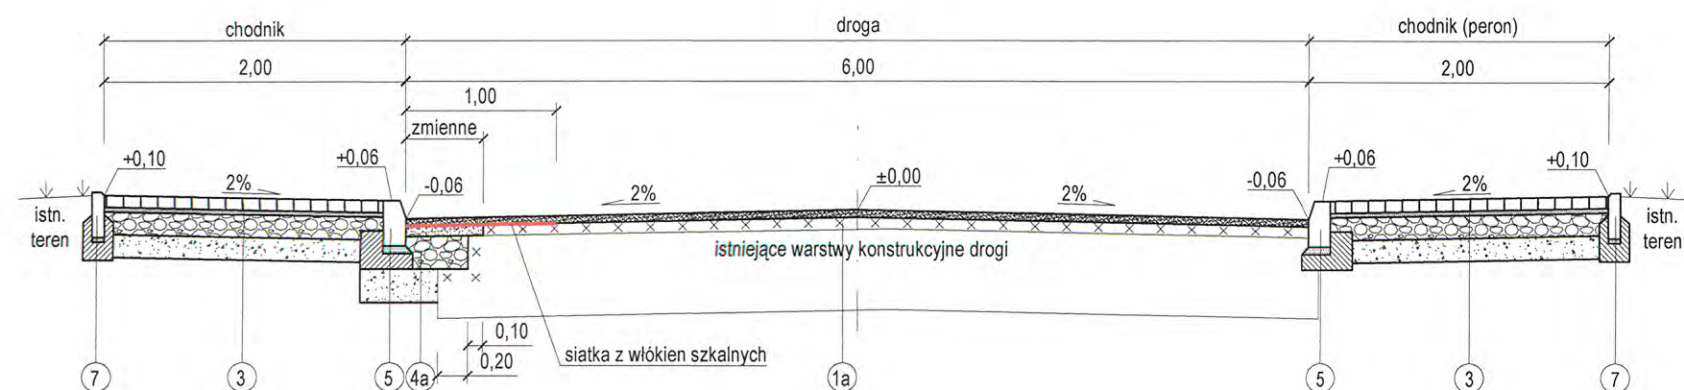 chodnik
droga
chodnik (peron)
2,00
6,00
2,00
1,00
zmienne
+0,10
+0,06
-0,06
±0,00
-0,06
+0,06
+0,10
2%
2%
2%
2%
istn.
teren
istn.
teren
istniejące warstwy konstrukcyjne drogi
0,10
0,20
siatka z włókien szkalnych
7
3
5
4a
1a
5
3
7